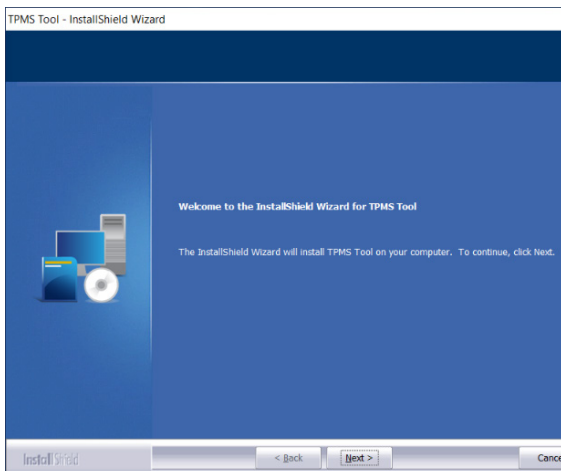 TPMS Tool - InstallShield Wizard
Welcome to the InstallShield Wizard for TPMS Tool
The InstallShield Wizard will install TPMS Tool on your computer. To continue, click Next.
InstallShield
< Back
Next >
Cance